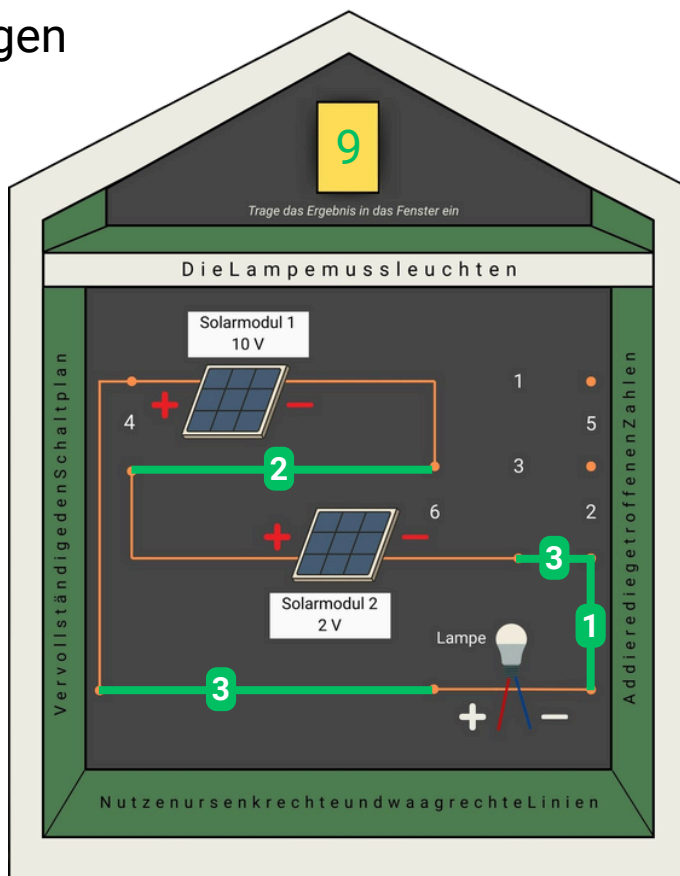 gen
9
Trage das Ergebnis in das Fenster ein
DieLampemussleuchten
VervollständigedenSchaltplan
Solarmodul 1
10 V
+ −
1
4
5
2
3
6
2
+ −
3
Solarmodul 2
2 V
1
Lampe
3
+ −
AddierediegetroffenenZahlen
NutzenursenkrechteundwaagrechteLinien